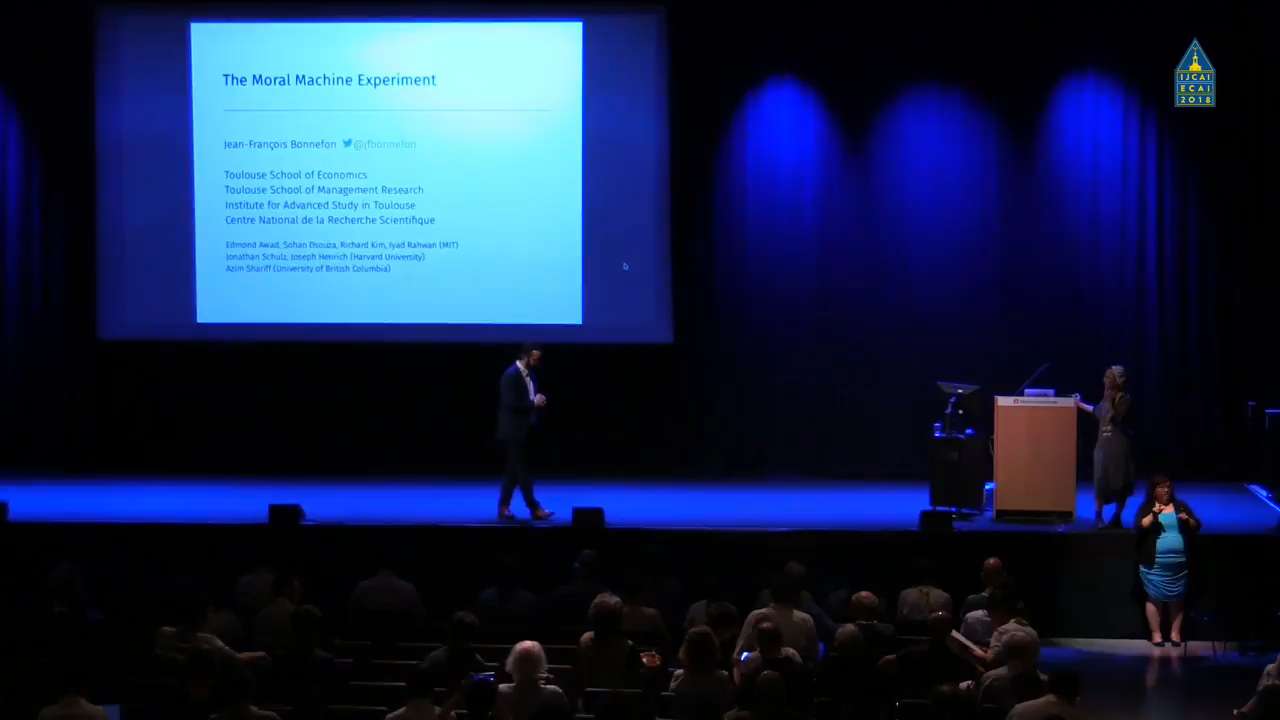 The Moral Machine Experiment
Jean-François Bonnefon @jfbonnefon
Toulouse School of Economics
Toulouse School of Management Research
Institute for Advanced Study in Toulouse
Centre National de la Recherche Scientifique
Edmond Awad, Sohan Dsouza, Richard Kim, Iyad Rahwan (MIT)
Jonathan Schulz, Joseph Henrich (Harvard University)
Azim Shariff (University of British Columbia)
IJCAI
ECAI
2018